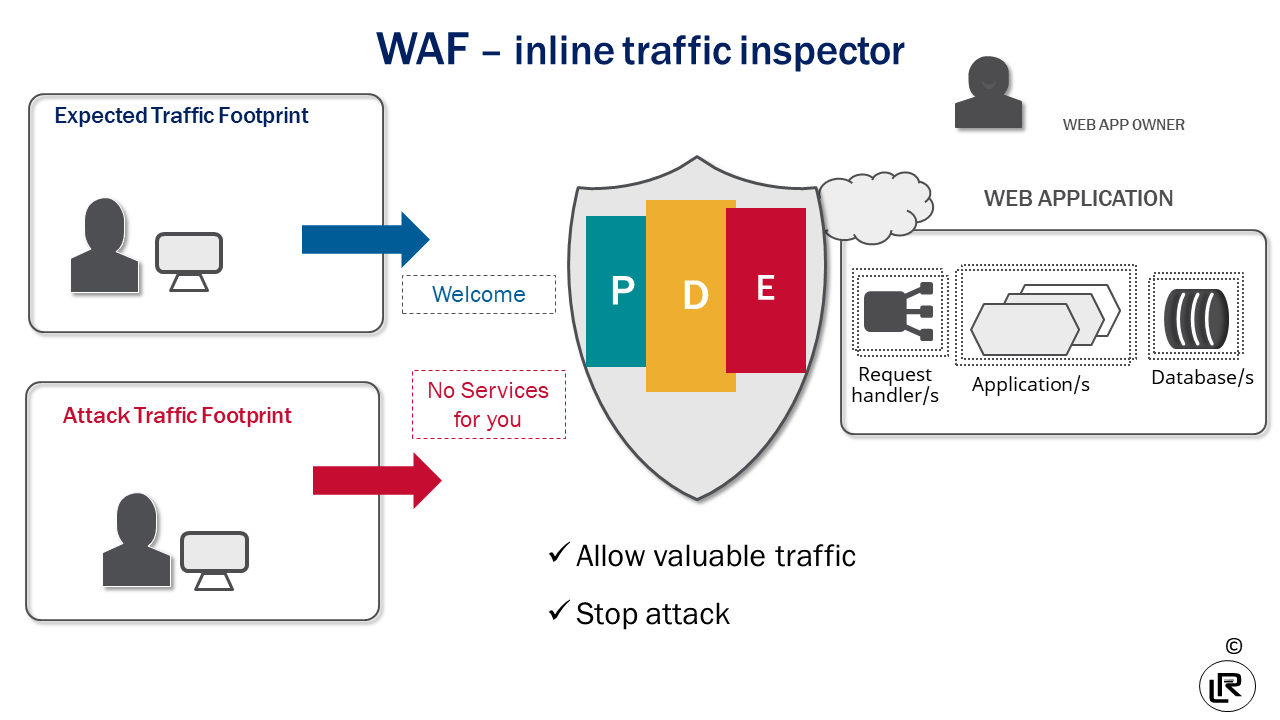 WAF – inline traffic inspector
WEB APP OWNER
Expected Traffic Footprint
WEB APPLICATION
Welcome
P
D
E
Request
handler/s
Application/s
Database/s
No Services
for you
Attack Traffic Footprint
✓ Allow valuable traffic
✓ Stop attack
©
LR